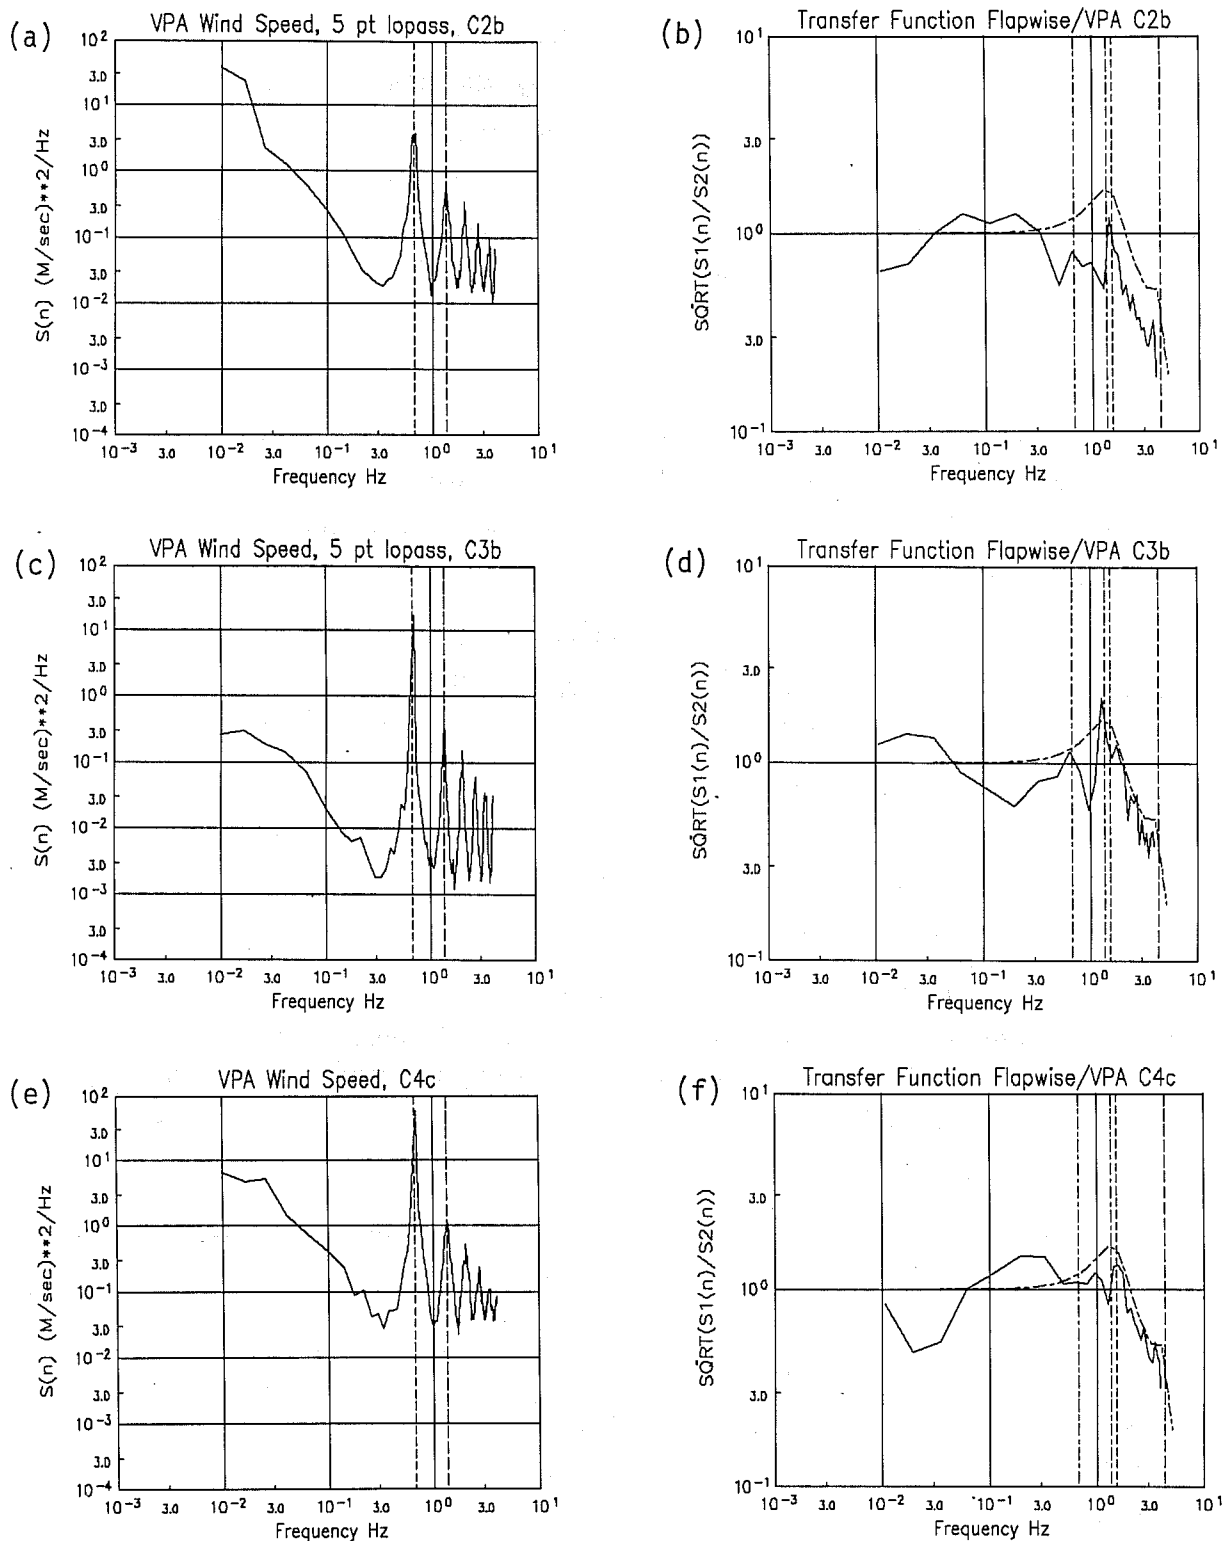 (a)
VPA Wind Speed, 5 pt lopass, C2b
S(n) (M/sec)**2/Hz
10² 3.0 10¹ 3.0 10⁰ 3.0 10⁻¹ 3.0 10⁻² 3.0 10⁻³ 3.0 10⁻⁴
10⁻³ 3.0 10⁻² 3.0 10⁻¹ 3.0 10⁰ 3.0 10¹
Frequency Hz
(b)
Transfer Function Flapwise/VPA C2b
SQRT(S1(n)/S2(n))
10¹ 3.0 10⁰ 3.0 10⁻¹
10⁻³ 3.0 10⁻² 3.0 10⁻¹ 3.0 10⁰ 3.0 10¹
Frequency Hz
(c)
VPA Wind Speed, 5 pt lopass, C3b
S(n) (M/sec)**2/Hz
10² 3.0 10¹ 3.0 10⁰ 3.0 10⁻¹ 3.0 10⁻² 3.0 10⁻³ 3.0 10⁻⁴
10⁻³ 3.0 10⁻² 3.0 10⁻¹ 3.0 10⁰ 3.0 10¹
Frequency Hz
(d)
Transfer Function Flapwise/VPA C3b
SQRT(S1(n)/S2(n))
10¹ 3.0 10⁰ 3.0 10⁻¹
10⁻³ 3.0 10⁻² 3.0 10⁻¹ 3.0 10⁰ 3.0 10¹
Frequency Hz
(e)
VPA Wind Speed, C4c
S(n) (M/sec)**2/Hz
10² 3.0 10¹ 3.0 10⁰ 3.0 10⁻¹ 3.0 10⁻² 3.0 10⁻³ 3.0 10⁻⁴
10⁻³ 3.0 10⁻² 3.0 10⁻¹ 3.0 10⁰ 3.0 10¹
Frequency Hz
(f)
Transfer Function Flapwise/VPA C4c
SQRT(S1(n)/S2(n))
10¹ 3.0 10⁰ 3.0 10⁻¹
10⁻³ 3.0 10⁻² 3.0 10⁻¹ 3.0 10⁰ 3.0 10¹
Frequency Hz